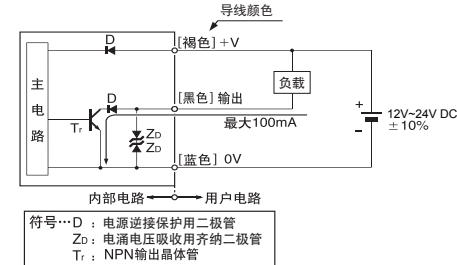 导线颜色
D
[褐色] +V
主电路
负载
D
[黑色] 输出
Tr
最大100mA
ZD
ZD
+
12V~24V DC
±10%
−
[蓝色] 0V
内部电路
用户电路
符号…D ：电源逆接保护用二极管
ZD ：电涌电压吸收用齐纳二极管
Tr ：NPN输出晶体管